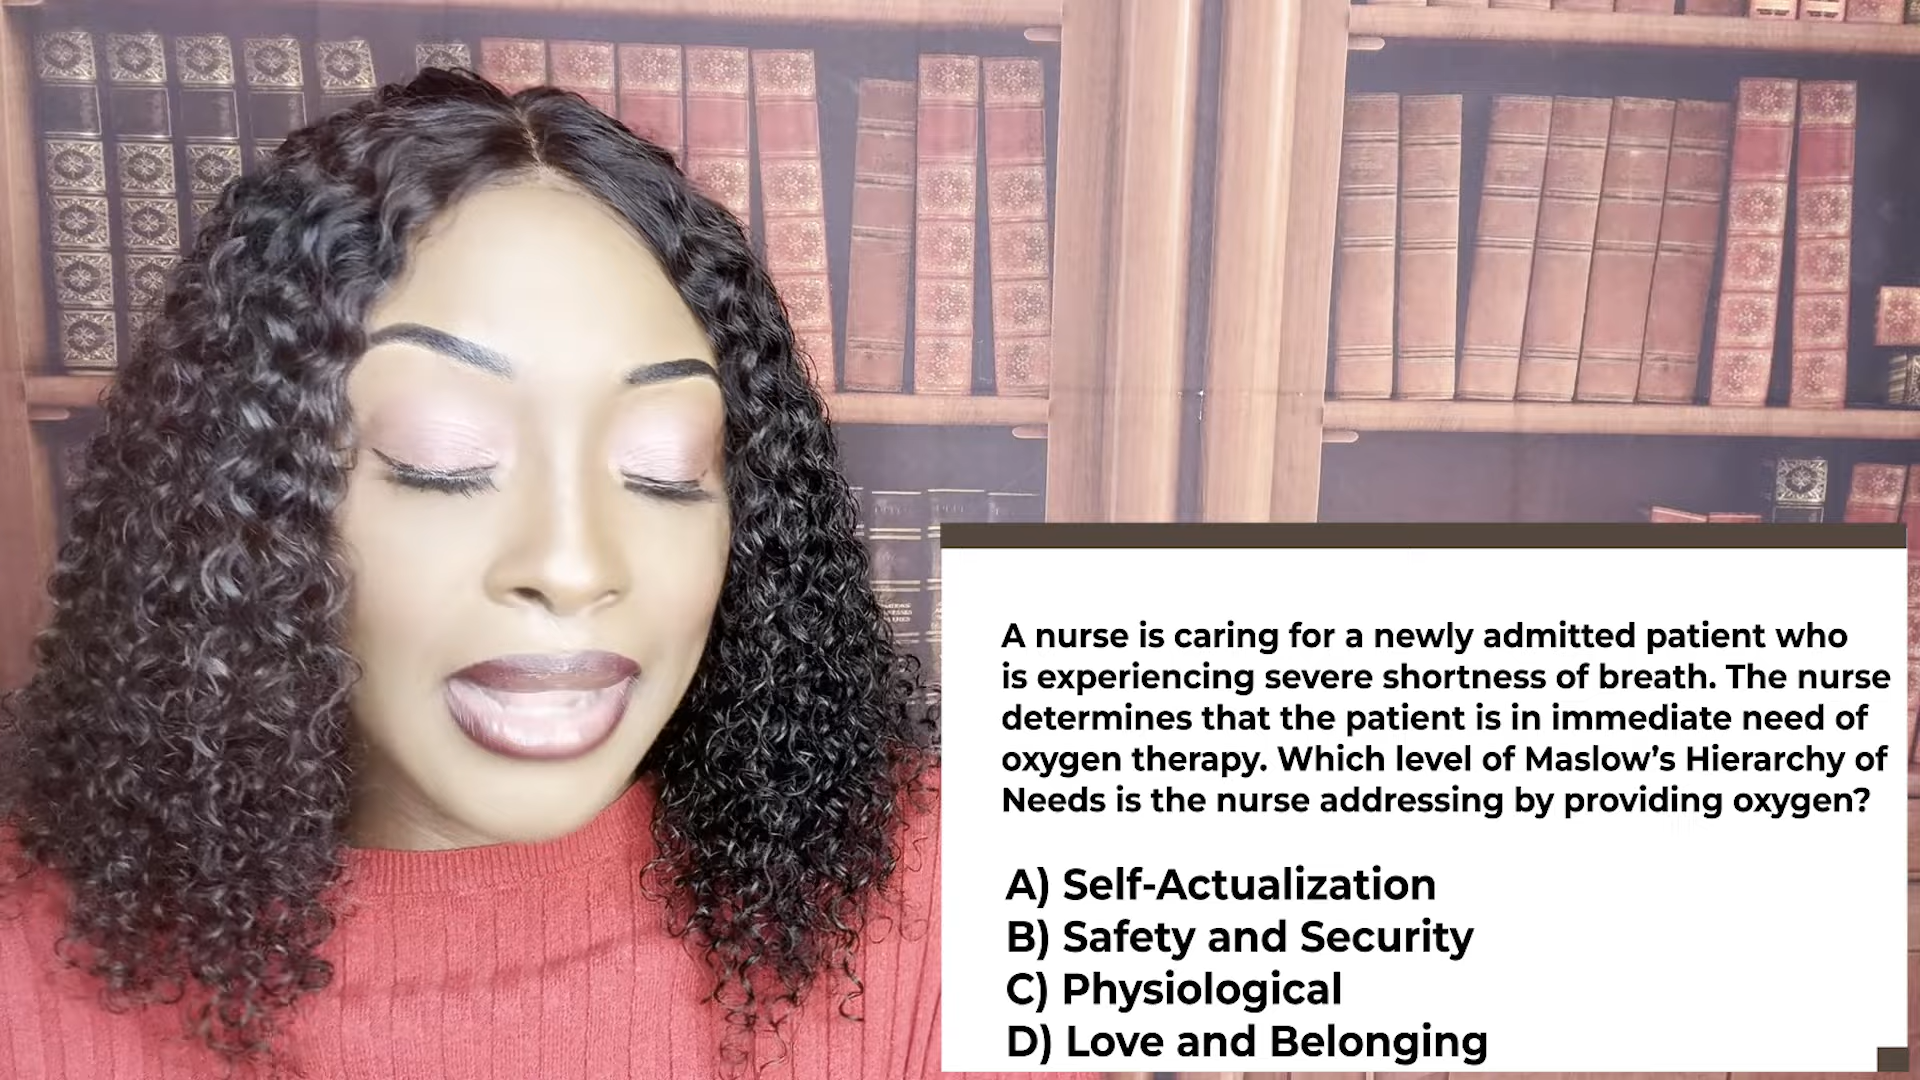 A nurse is caring for a newly admitted patient who
is experiencing severe shortness of breath. The nurse
determines that the patient is in immediate need of
oxygen therapy. Which level of Maslow’s Hierarchy of
Needs is the nurse addressing by providing oxygen?
A) Self-Actualization
B) Safety and Security
C) Physiological
D) Love and Belonging